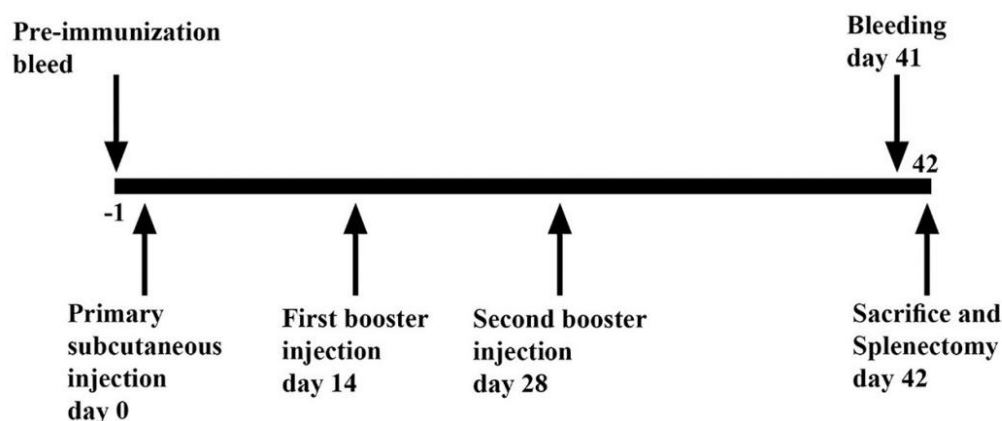 Pre-immunization
bleed
Bleeding
day 41
-1
42
Primary
subcutaneous
injection
day 0
First booster
injection
day 14
Second booster
injection
day 28
Sacrifice and
Splenectomy
day 42